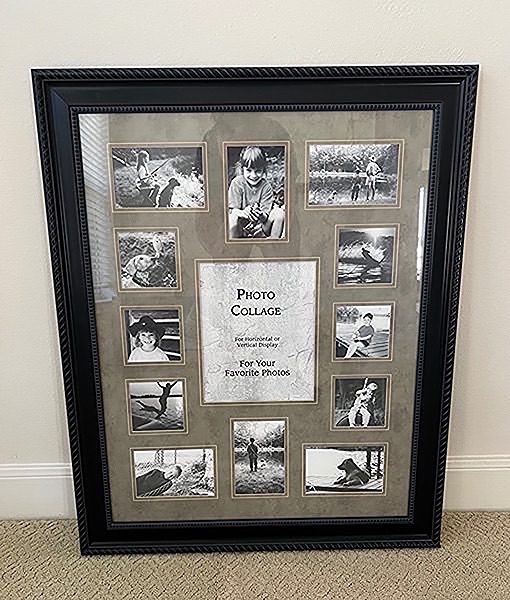 PHOTO
COLLAGE
For Horizontal or
Vertical Display
For Your
Favorite Photos